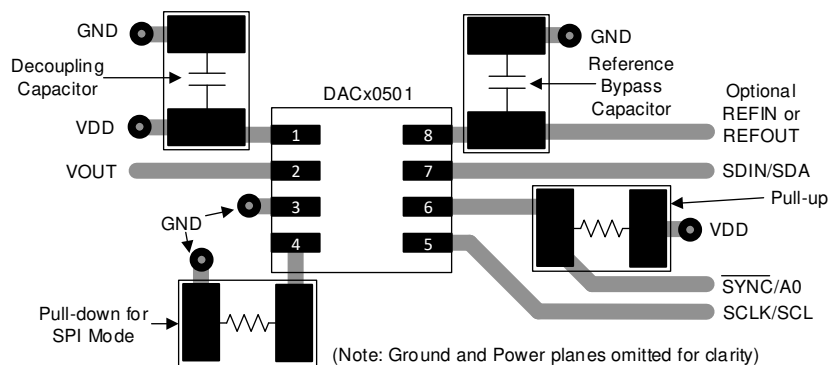 GND
Decoupling
Capacitor
VDD
VOUT
GND
Pull-down for
SPI Mode
DACx0501
1
2
3
4
8
7
6
5
GND
Reference
Bypass
Capacitor
Optional
REFIN or
REFOUT
SDIN/SDA
Pull-up
VDD
SYNC/A0
SCLK/SCL
(Note: Ground and Power planes omitted for clarity)